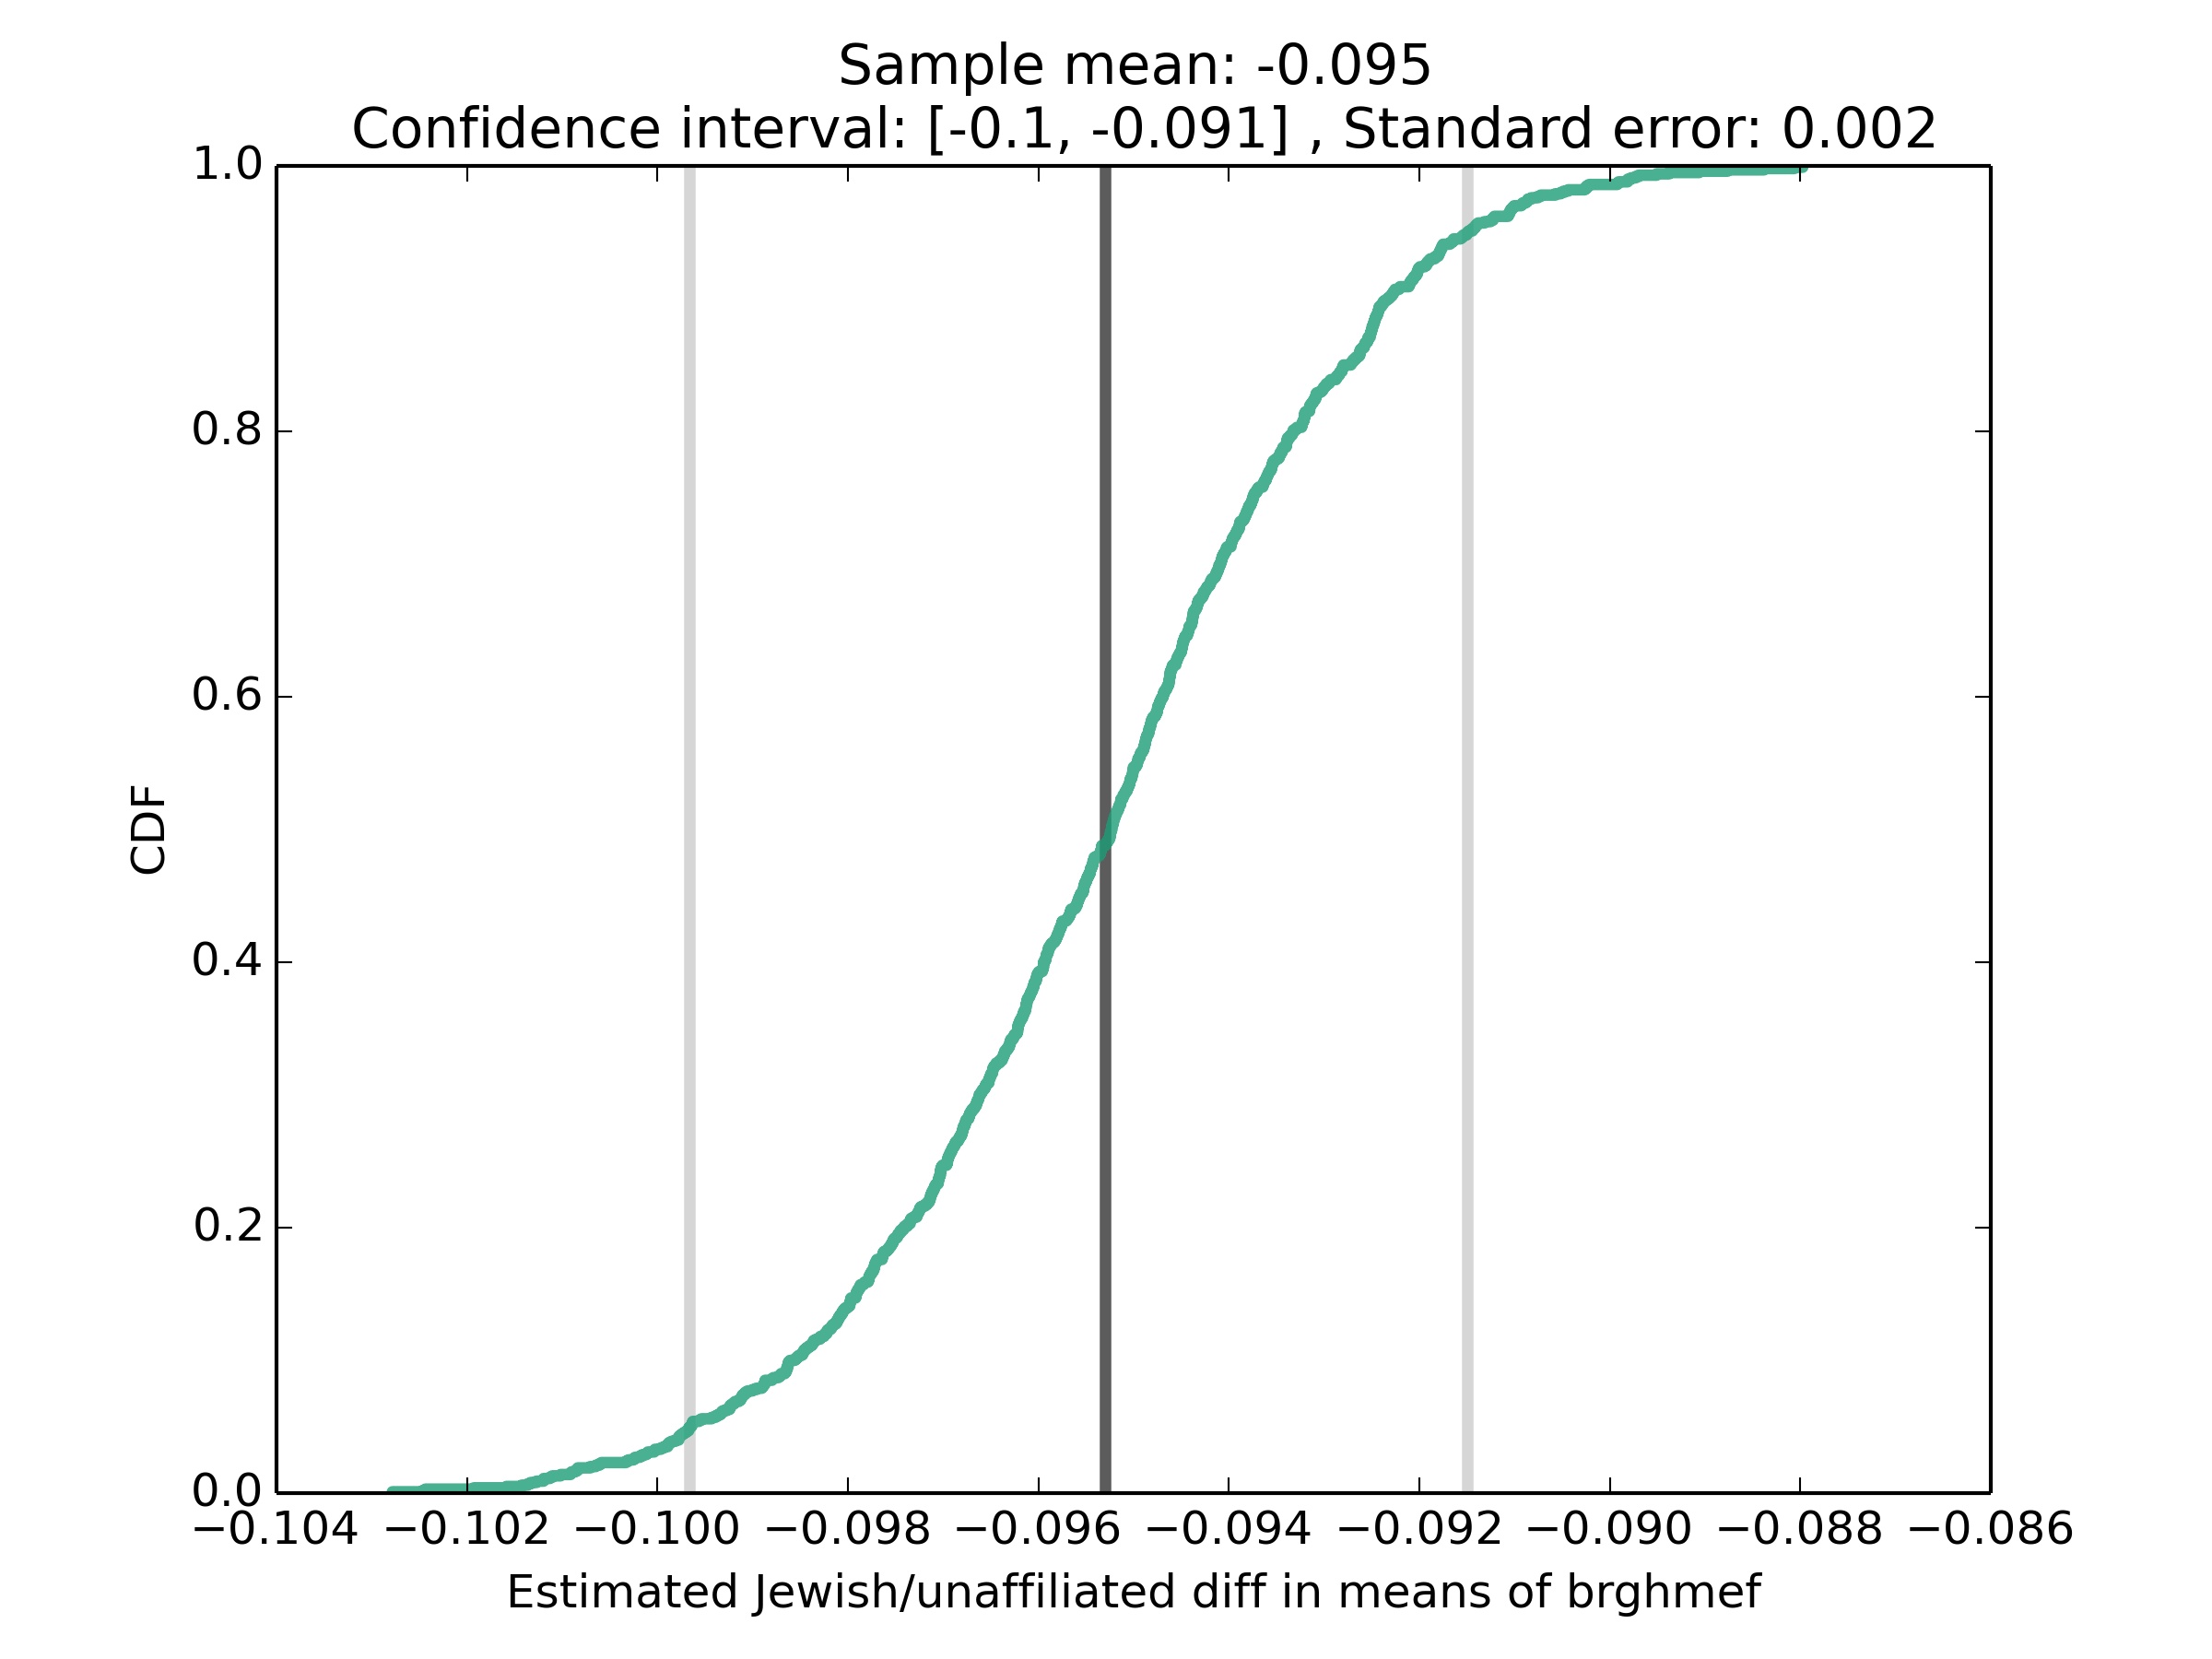 Sample mean: -0.095
Confidence interval: [-0.1, -0.091] , Standard error: 0.002
1.0
0.8
0.6
0.4
0.2
0.0
CDF
−0.104 −0.102 −0.100 −0.098 −0.096 −0.094 −0.092 −0.090 −0.088 −0.086
Estimated Jewish/unaffiliated diff in means of brghmef